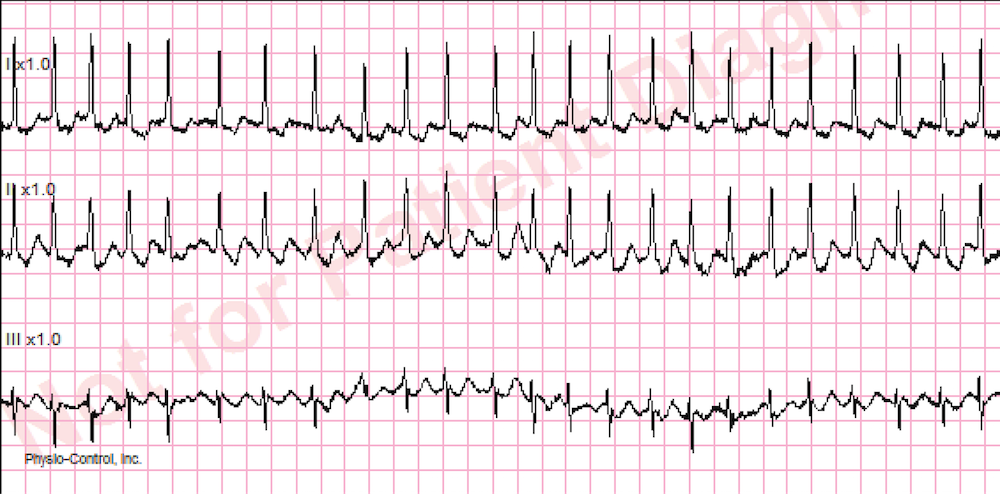 I x1.0
II x1.0
III x1.0
Not for Patient Diagn
Physio-Control, Inc.